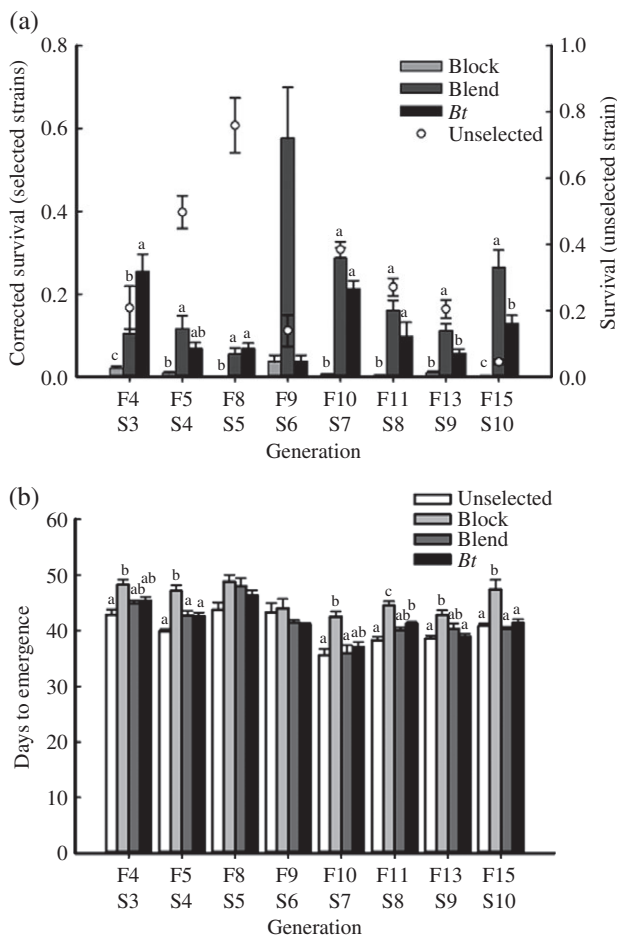 (a)
0.8
0.6
0.4
0.2
0.0
Corrected survival (selected strains)
Block
Blend
Bt
Unselected
1.0
0.8
0.6
0.4
0.2
0.0
Survival (unselected strain)
c b a
b a ab
b a a
b a a
b a a
b a b
c a b
F4 F5 F8 F9 F10 F11 F13 F15
S3 S4 S5 S6 S7 S8 S9 S10
Generation
(b)
60
50
40
30
20
10
0
Days to emergence
Unselected
Block
Blend
Bt
a b ab ab
a b a a
a b a ab
a c ab b
a b ab a
a b a a
F4 F5 F8 F9 F10 F11 F13 F15
S3 S4 S5 S6 S7 S8 S9 S10
Generation